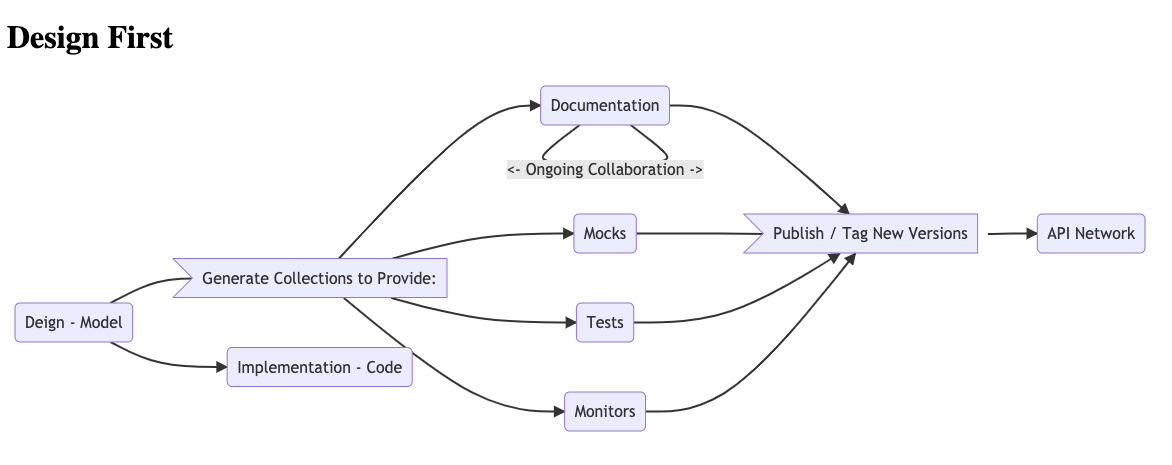 Design First
Documentation
<- Ongoing Collaboration ->
Mocks
Publish / Tag New Versions
API Network
Generate Collections to Provide:
Deign - Model
Tests
Implementation - Code
Monitors